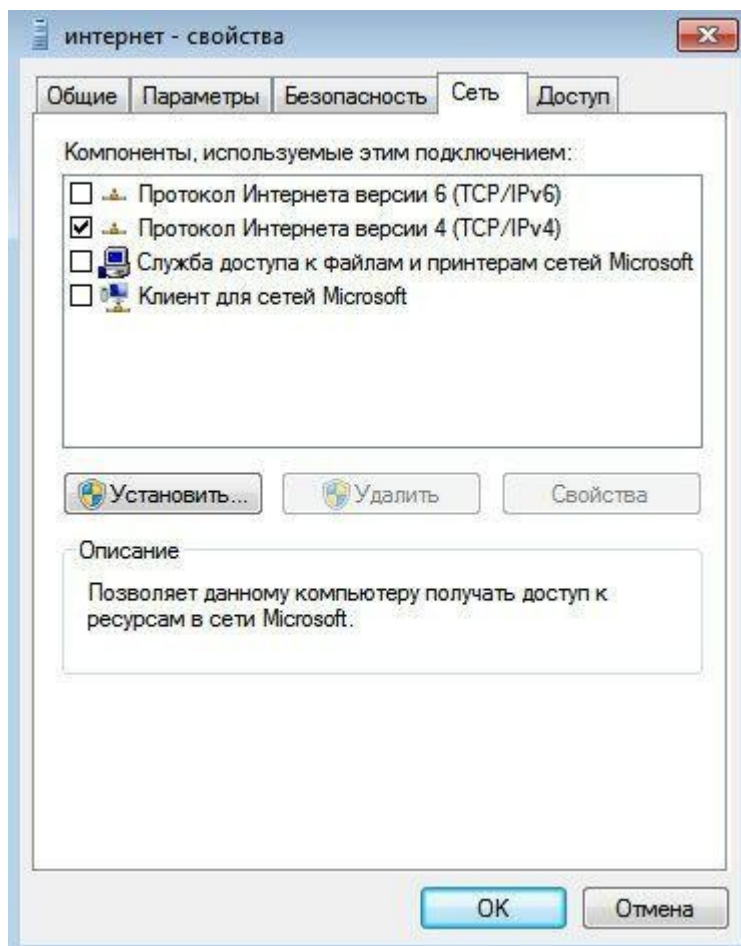 интернет - свойства
Общие Параметры Безопасность Сеть Доступ
Компоненты, используемые этим подключением:
Протокол Интернета версии 6 (TCP/IPv6)
Протокол Интернета версии 4 (TCP/IPv4)
Служба доступа к файлам и принтерам сетей Microsoft
Клиент для сетей Microsoft
Установить... Удалить Свойства
Описание
Позволяет данному компьютеру получать доступ к
ресурсам в сети Microsoft.
OK Отмена